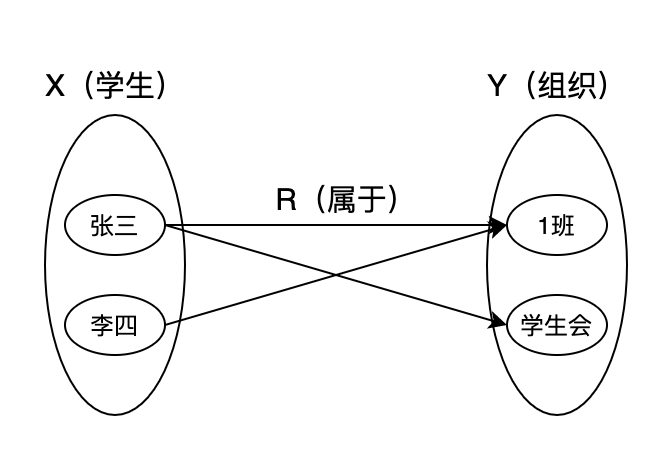 X（学生）
Y（组织）
R（属于）
张三
1班
李四
学生会